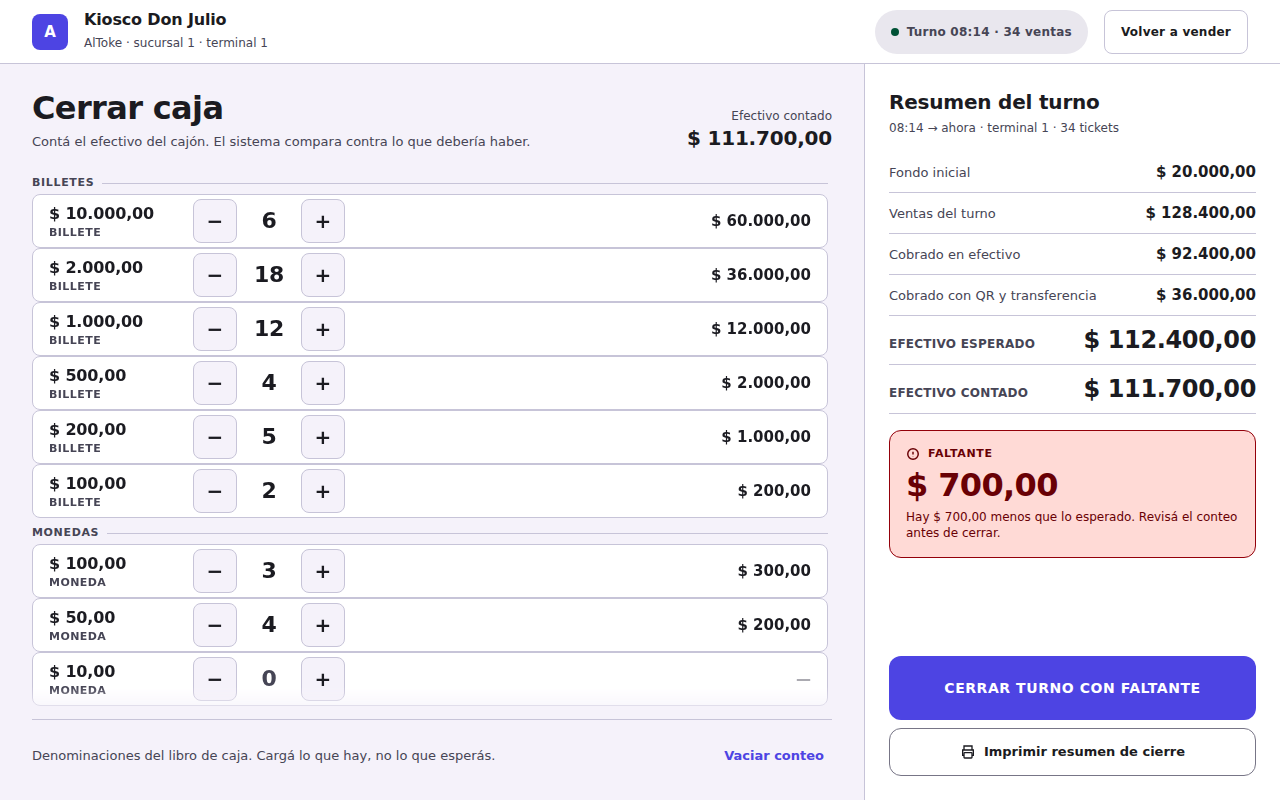 A
Kiosco Don Julio
AlToke · sucursal 1 · terminal 1
Turno 08:14 · 34 ventas
Volver a vender
Cerrar caja
Contá el efectivo del cajón. El sistema compara contra lo que debería haber.
Efectivo contado
$ 111.700,00
BILLETES
$ 10.000,00
BILLETE
− 6 + $ 60.000,00
$ 2.000,00
BILLETE
− 18 + $ 36.000,00
$ 1.000,00
BILLETE
− 12 + $ 12.000,00
$ 500,00
BILLETE
− 4 + $ 2.000,00
$ 200,00
BILLETE
− 5 + $ 1.000,00
$ 100,00
BILLETE
− 2 + $ 200,00
MONEDAS
$ 100,00
MONEDA
− 3 + $ 300,00
$ 50,00
MONEDA
− 4 + $ 200,00
$ 10,00
MONEDA
− 0 + —
Denominaciones del libro de caja. Cargá lo que hay, no lo que esperás.
Vaciar conteo
Resumen del turno
08:14 → ahora · terminal 1 · 34 tickets
Fondo inicial $ 20.000,00
Ventas del turno $ 128.400,00
Cobrado en efectivo $ 92.400,00
Cobrado con QR y transferencia $ 36.000,00
EFECTIVO ESPERADO $ 112.400,00
EFECTIVO CONTADO $ 111.700,00
FALTANTE
$ 700,00
Hay $ 700,00 menos que lo esperado. Revisá el conteo
antes de cerrar.
CERRAR TURNO CON FALTANTE
Imprimir resumen de cierre